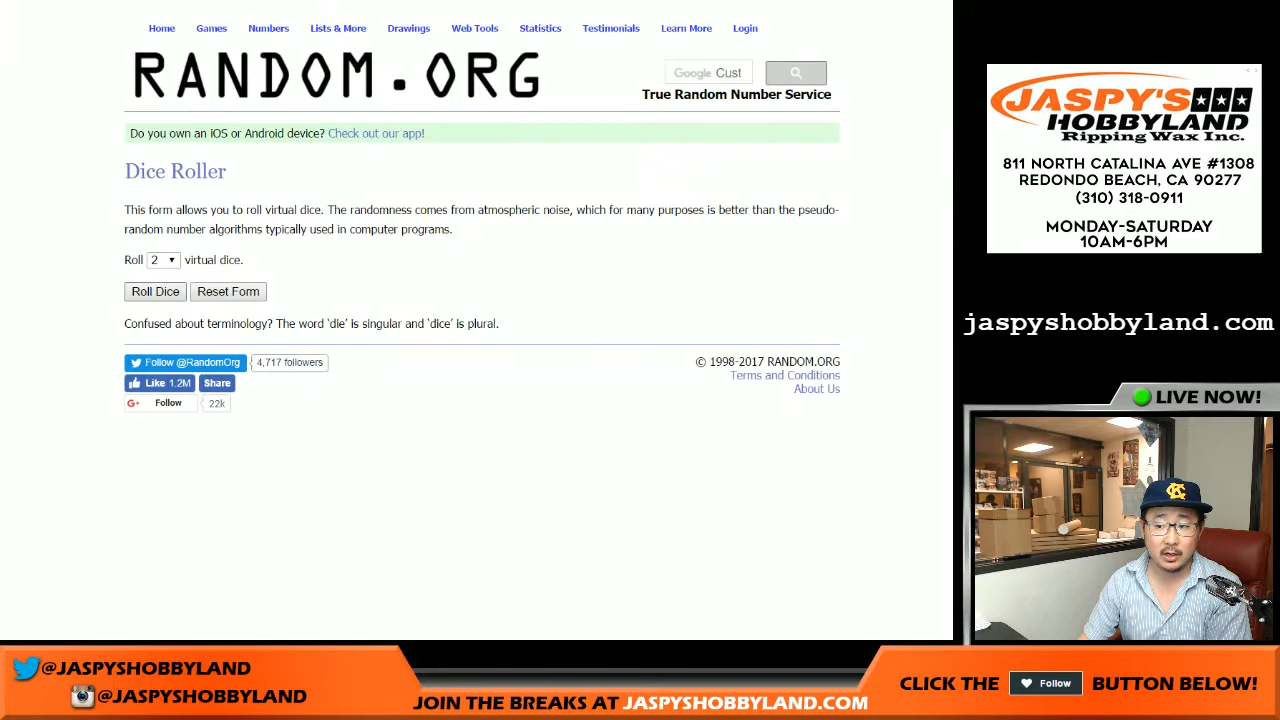 Home Games Numbers Lists & More Drawings Web Tools Statistics Testimonials Learn More Login
RANDOM.ORG
Google Cust
True Random Number Service
Do you own an iOS or Android device? Check out our app!
Dice Roller
This form allows you to roll virtual dice. The randomness comes from atmospheric noise, which for many purposes is better than the pseudo-
random number algorithms typically used in computer programs.
Roll 2 virtual dice.
Roll Dice Reset Form
Confused about terminology? The word ‘die’ is singular and ‘dice’ is plural.
Follow @RandomOrg 4,717 followers
Like 1.2M Share
G+ Follow 22k
© 1998-2017 RANDOM.ORG
Terms and Conditions
About Us
JASPY'S
HOBBYLAND
Ripping Wax Inc.
811 NORTH CATALINA AVE #1308
REDONDO BEACH, CA 90277
(310) 318-0911
MONDAY-SATURDAY
10AM-6PM
jaspyshobbyland.com
LIVE NOW!
KC
@JASPYSHOBBYLAND
@JASPYSHOBBYLAND
JOIN THE BREAKS AT JASPYSHOBBYLAND.COM
CLICK THE Follow BUTTON BELOW!